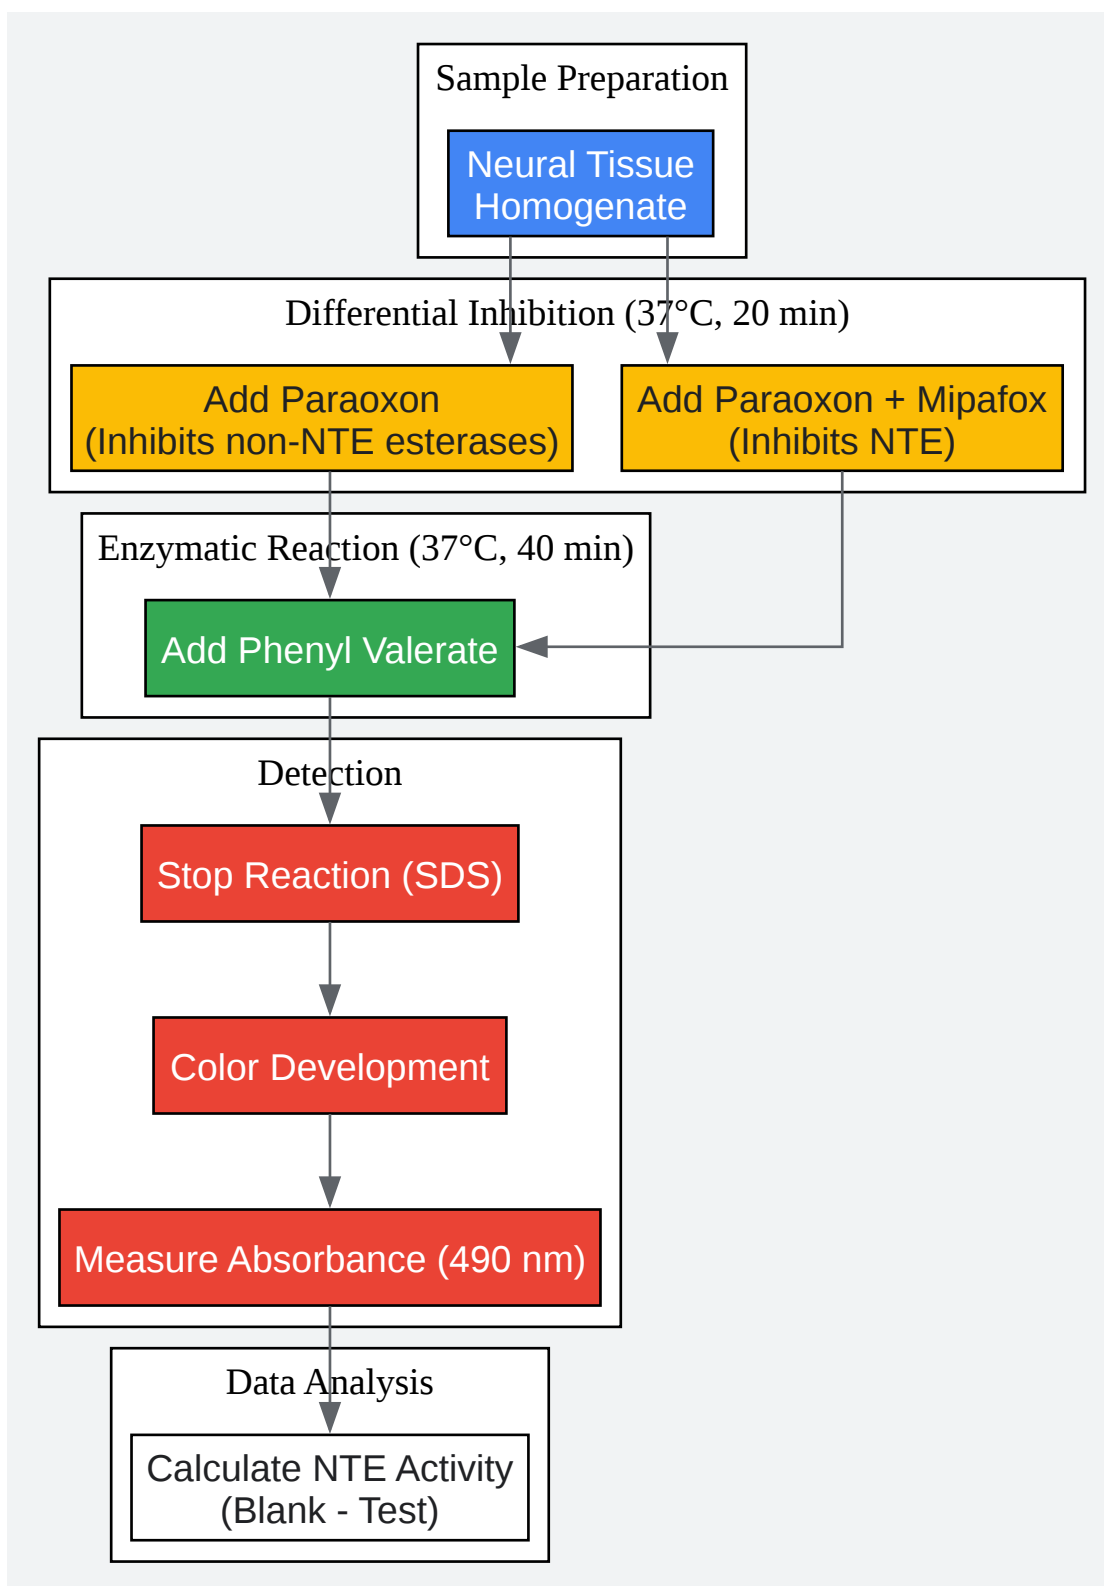 Sample Preparation
Neural Tissue
Homogenate
Differential Inhibition (37°C, 20 min)
Add Paraoxon
(Inhibits non-NTE esterases)
Add Paraoxon + Mipafox
(Inhibits NTE)
Enzymatic Reaction (37°C, 40 min)
Add Phenyl Valerate
Detection
Stop Reaction (SDS)
Color Development
Measure Absorbance (490 nm)
Data Analysis
Calculate NTE Activity
(Blank - Test)